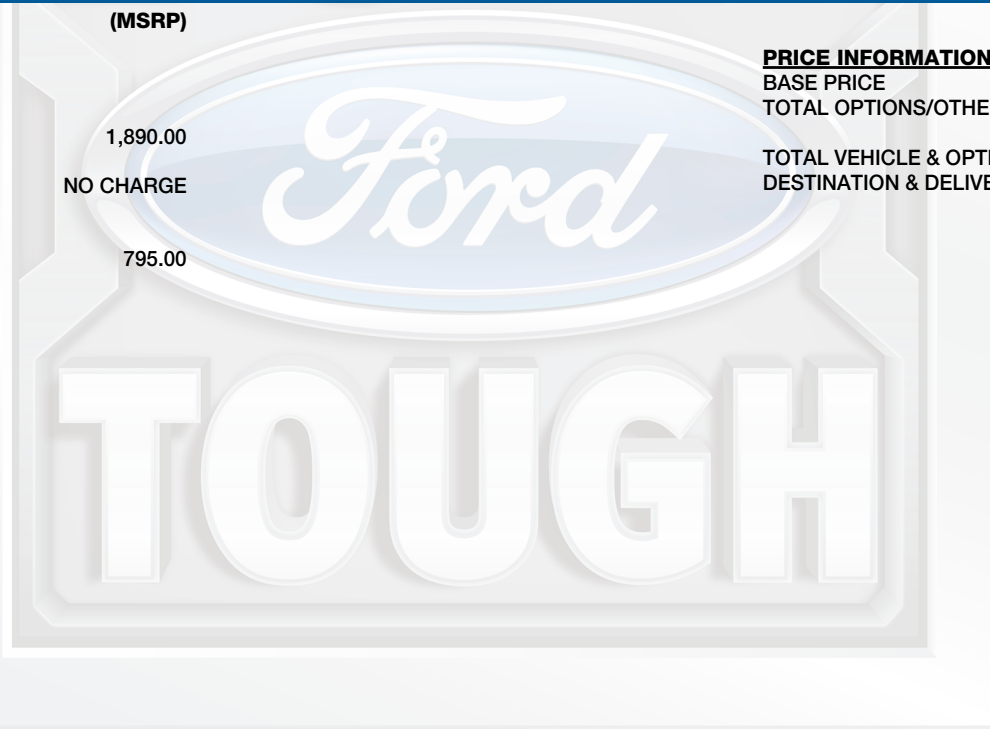 (MSRP)
1,890.00
NO CHARGE
795.00
PRICE INFORMATION
BASE PRICE
TOTAL OPTIONS/OTHE
TOTAL VEHICLE & OPTI
DESTINATION & DELIVE
Ford
TOUGH